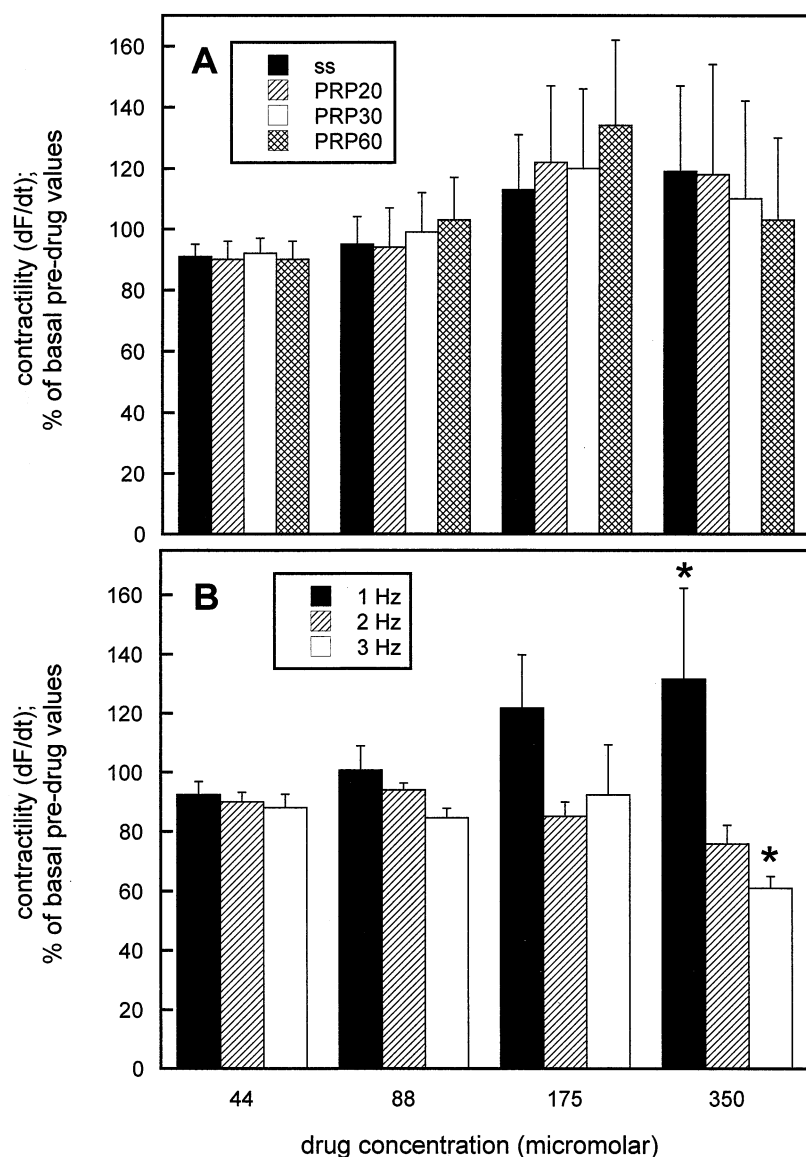 A
ss
PRP20
PRP30
PRP60
contractility (dF/dt);
% of basal pre-drug values
160
140
120
100
80
60
40
20
0
B
1 Hz
2 Hz
3 Hz
*
*
contractility (dF/dt);
% of basal pre-drug values
160
140
120
100
80
60
40
20
0
44
88
175
350
drug concentration (micromolar)